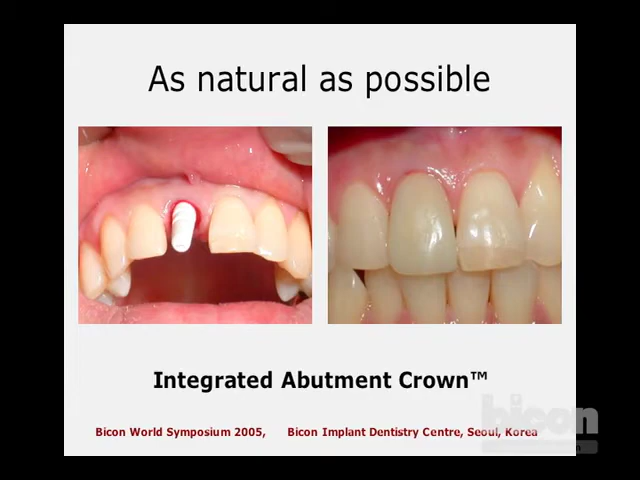 As natural as possible
Integrated Abutment Crown™
Bicon World Symposium 2005, Bicon Implant Dentistry Centre, Seoul, Korea
bicon